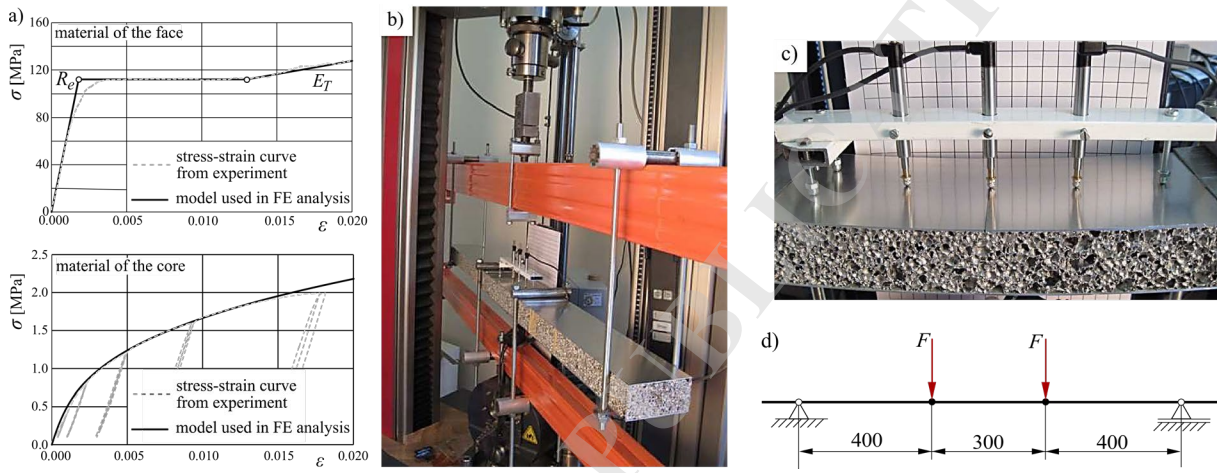 a)
160
material of the face
σ [MPa]
120
Re
ET
80
stress-strain curve
from experiment
40
model used in FE analysis
0
0.000
0.005
0.010
0.015
0.020
ε
2.5
material of the core
σ [MPa]
2.0
1.5
1.0
stress-strain curve
from experiment
0.5
model used in FE analysis
0.0
0.000
0.005
0.010
0.015
0.020
ε
b)
c)
d)
F
F
400
300
400